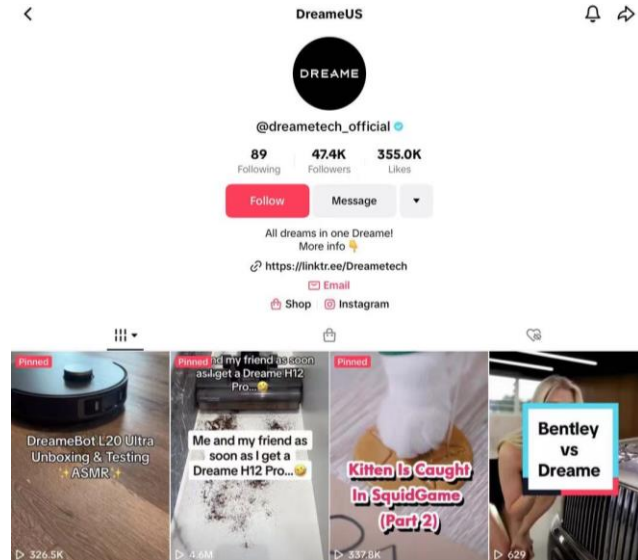 DreameUS
DREAME
@dreametech_official
89 47.4K 355.0K
Following Followers Likes
Follow Message
All dreams in one Dreame!
More info 👇
https://linktr.ee/Dreametech
Email
Shop Instagram
Pinned
DreameBot L20 Ultra
Unboxing & Testing
✨ASMR✨
326.5K
Pinned
nd my friend as soon
as I get a Dreame H12
Pro...🤣
Me and my friend as
soon as I get a
Dreame H12 Pro...🤣
4.6M
Pinned
Kitten Is Caught
In SquidGame
(Part 2)
337.8K
Bentley
vs
Dreame
629